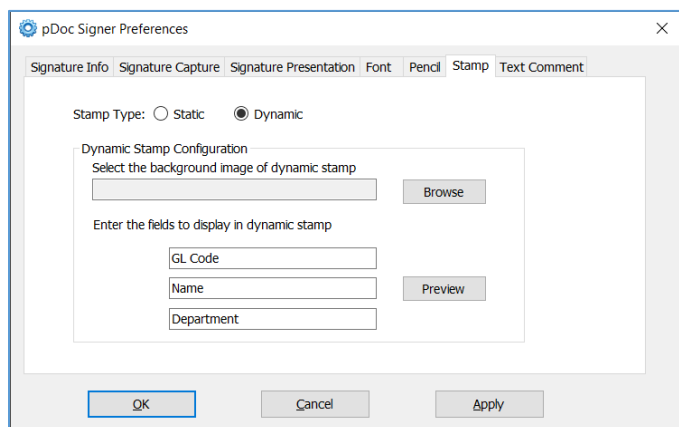 pDoc Signer Preferences
Signature Info Signature Capture Signature Presentation Font Pencil Stamp Text Comment
Stamp Type: Static Dynamic
Dynamic Stamp Configuration
Select the background image of dynamic stamp
Browse
Enter the fields to display in dynamic stamp
GL Code
Name Preview
Department
OK Cancel Apply